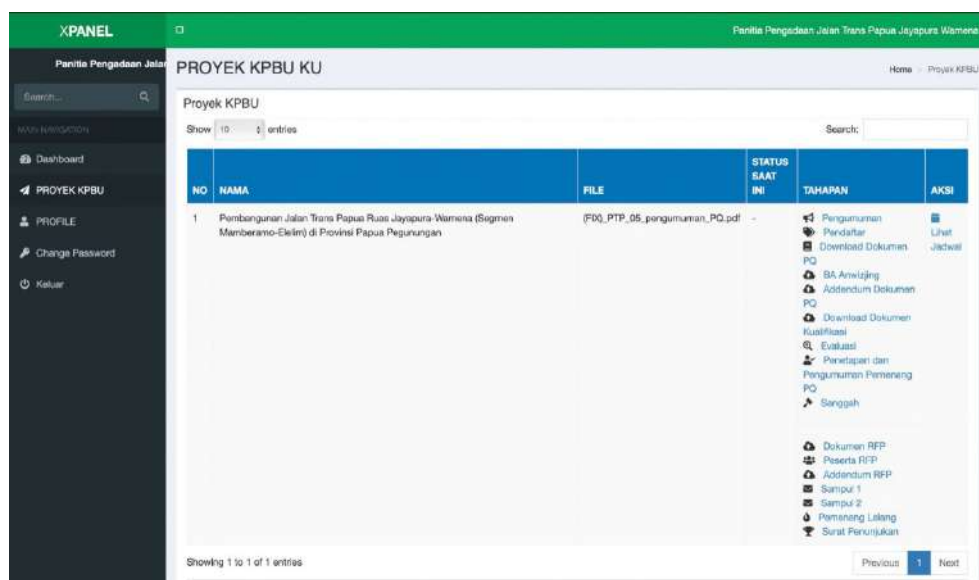 XPANEL
Panitia Pengadaan Jalan Trans Papua Jayapura Wamena
Panitia Pengadaan Jalan
PROYEK KPBU KU
Home
Proyek KPBU
Search...
MAIN NAVIGATION
Dashboard
PROYEK KPBU
PROFILE
Change Password
Keluar
Proyek KPBU
Show 10 entries
Search:
NO
NAMA
FILE
STATUS
SAAT
INI
TAHAPAN
AKSI
1
Pembangunan Jalan Trans Papua Ruas Jayapura-Wamena (Segmen
Mamberamo-Elelim) di Provinsi Papua Pegunungan
(FIX)_PTP_05_pengumuman_PQ.pdf
-
Pengumuman
Pendaftar
Download Dokumen
PQ
BA Anwizjing
Addendum Dokumen
PQ
Download Dokumen
Kualifikasi
Evaluasi
Penetapan dan
Pengumuman Pemenang
PQ
Sanggah
Dokumen RFP
Peserta RFP
Addendum RFP
Sampul 1
Sampul 2
Pemenang Lelang
Surat Penunjukan
Lihat
Jadwal
Showing 1 to 1 of 1 entries
Previous 1 Next